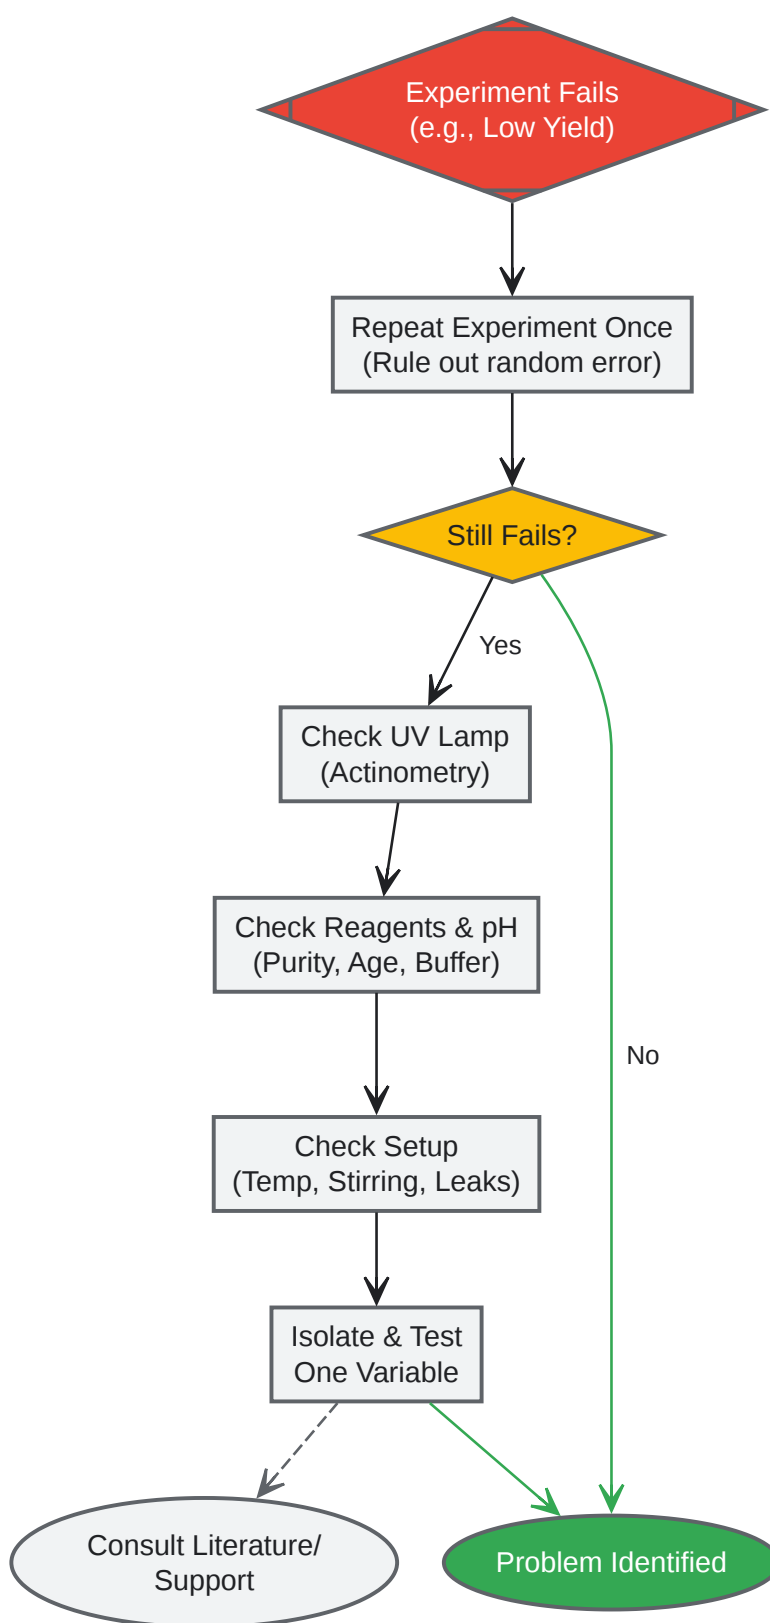 Experiment Fails
(e.g., Low Yield)
Repeat Experiment Once
(Rule out random error)
Still Fails?
Yes
Check UV Lamp
(Actinometry)
Check Reagents & pH
(Purity, Age, Buffer)
No
Check Setup
(Temp, Stirring, Leaks)
Isolate & Test
One Variable
Consult Literature/
Support
Problem Identified